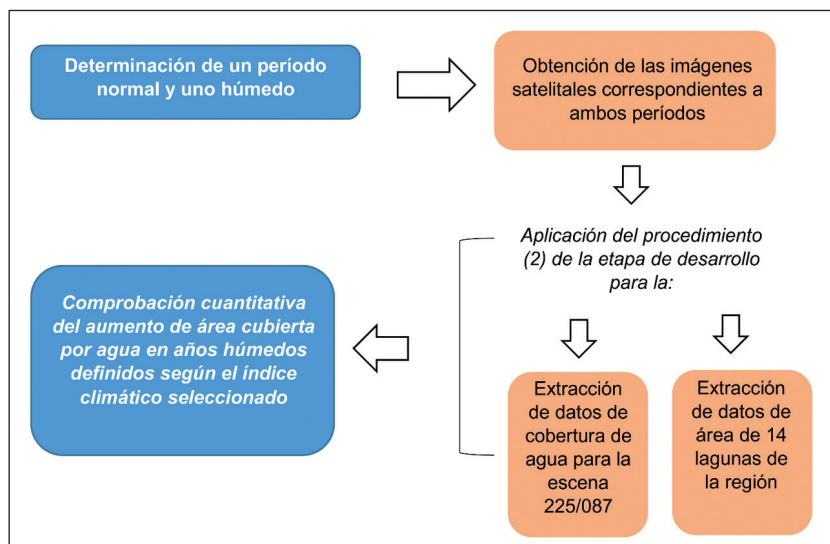 Determinación de un período
normal y uno húmedo
Obtención de las imágenes
satelitales correspondientes a
ambos períodos
Aplicación del procedimiento
(2) de la etapa de desarrollo
para la:
Comprobación cuantitativa
del aumento de área cubierta
por agua en años húmedos
definidos según el índice
climático seleccionado
Extracción
de datos de
cobertura de
agua para la
escena
225/087
Extracción
de datos de
área de 14
lagunas de
la región